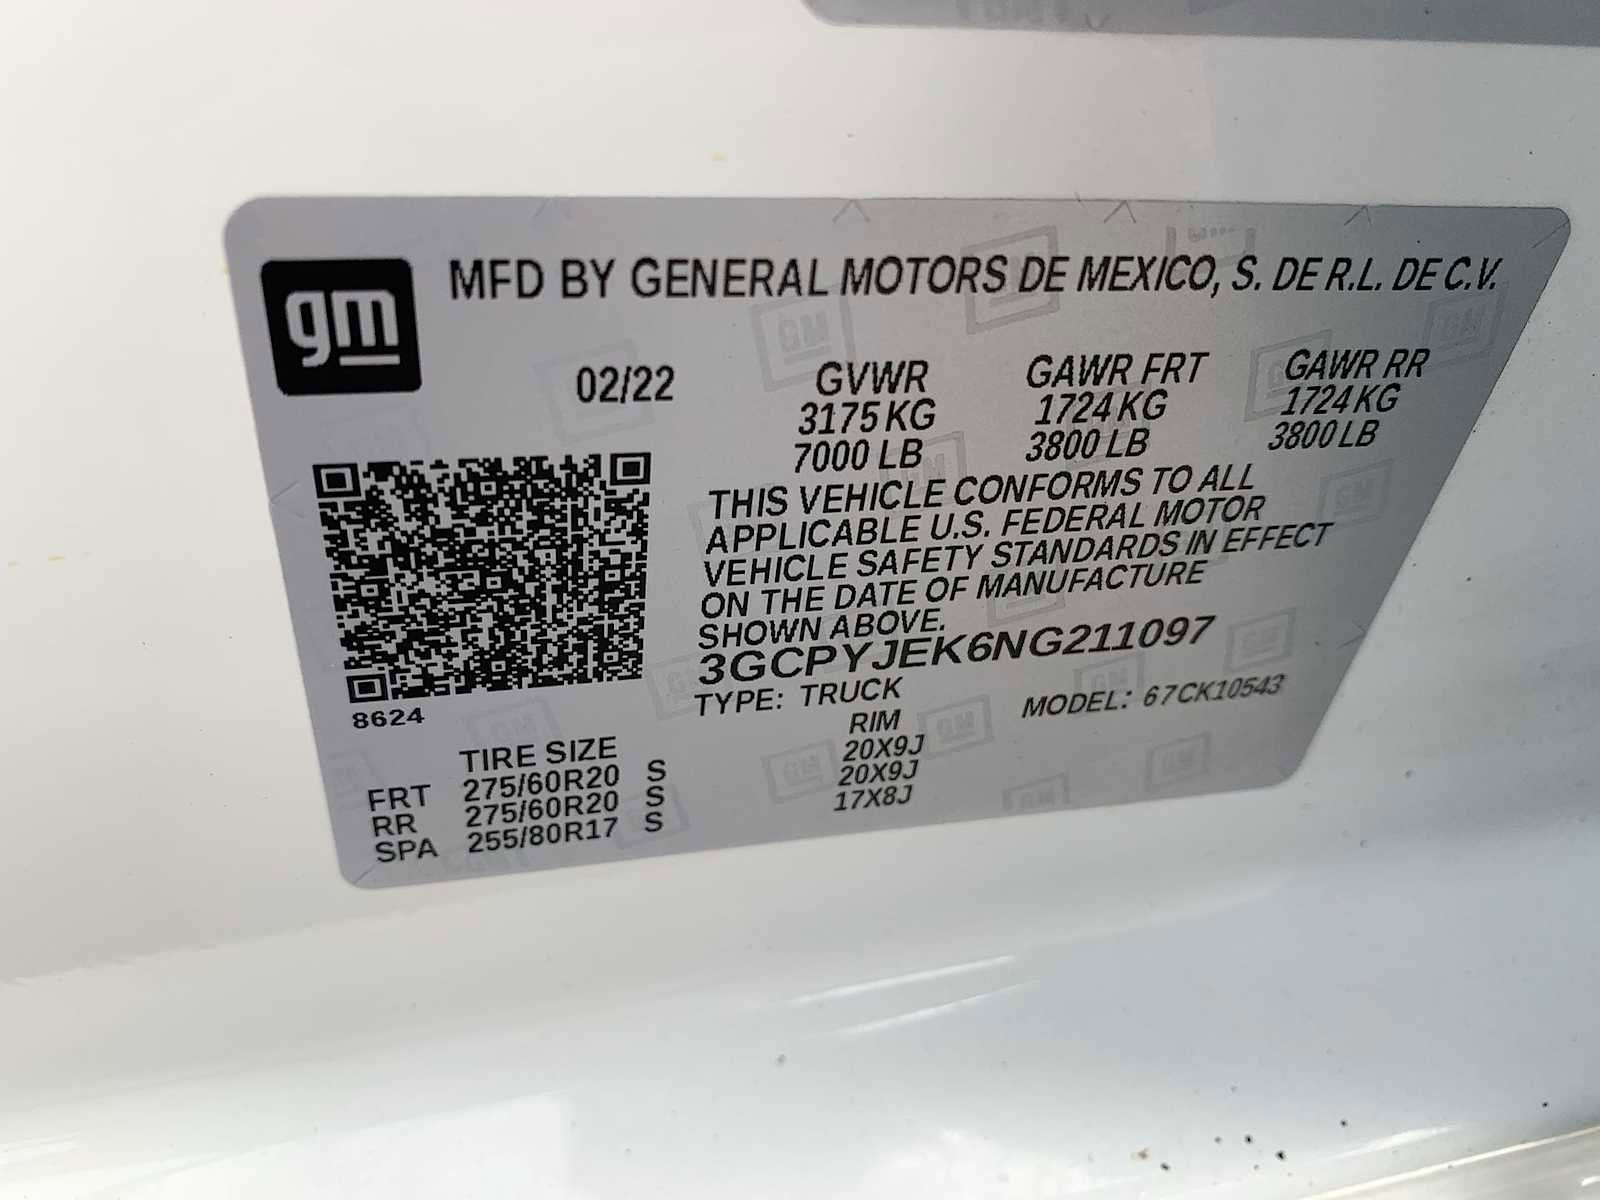 gm
MFD BY GENERAL MOTORS DE MEXICO, S. DE R.L. DE C.V.
02/22 GVWR GAWR FRT GAWR RR
3175 KG 1724 KG 1724 KG
7000 LB 3800 LB 3800 LB
THIS VEHICLE CONFORMS TO ALL
APPLICABLE U.S. FEDERAL MOTOR
VEHICLE SAFETY STANDARDS IN EFFECT
ON THE DATE OF MANUFACTURE
SHOWN ABOVE.
3GCPYJEK6NG211097
TYPE: TRUCK MODEL: 67CK10543
8624
TIRE SIZE RIM
FRT 275/60R20 S 20X9J
RR 275/60R20 S 20X9J
SPA 255/80R17 S 17X8J